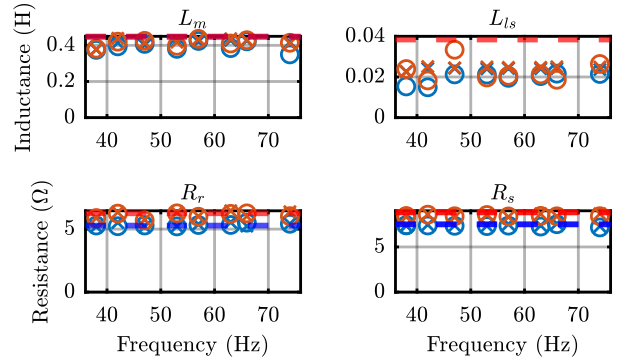 L_m
L_ls
Inductance (H)
0.4
0.2
0
40 50 60 70
0.04
0.02
0
40 50 60 70
R_r
R_s
Resistance (Ω)
5
0
40 50 60 70
5
0
40 50 60 70
Frequency (Hz)
Frequency (Hz)